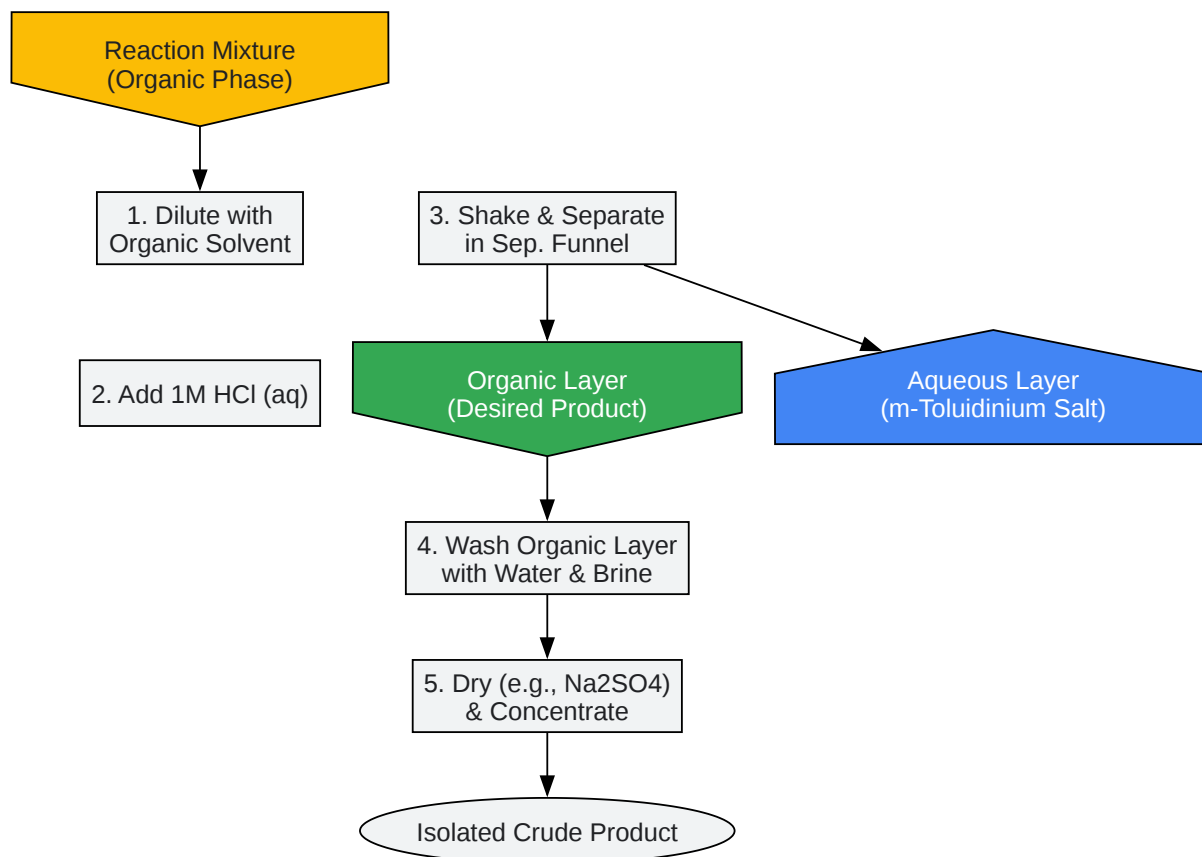 Reaction Mixture
(Organic Phase)
1. Dilute with
Organic Solvent
2. Add 1M HCl (aq)
3. Shake & Separate
in Sep. Funnel
Organic Layer
(Desired Product)
Aqueous Layer
(m-Toluidinium Salt)
4. Wash Organic Layer
with Water & Brine
5. Dry (e.g., Na2SO4)
& Concentrate
Isolated Crude Product